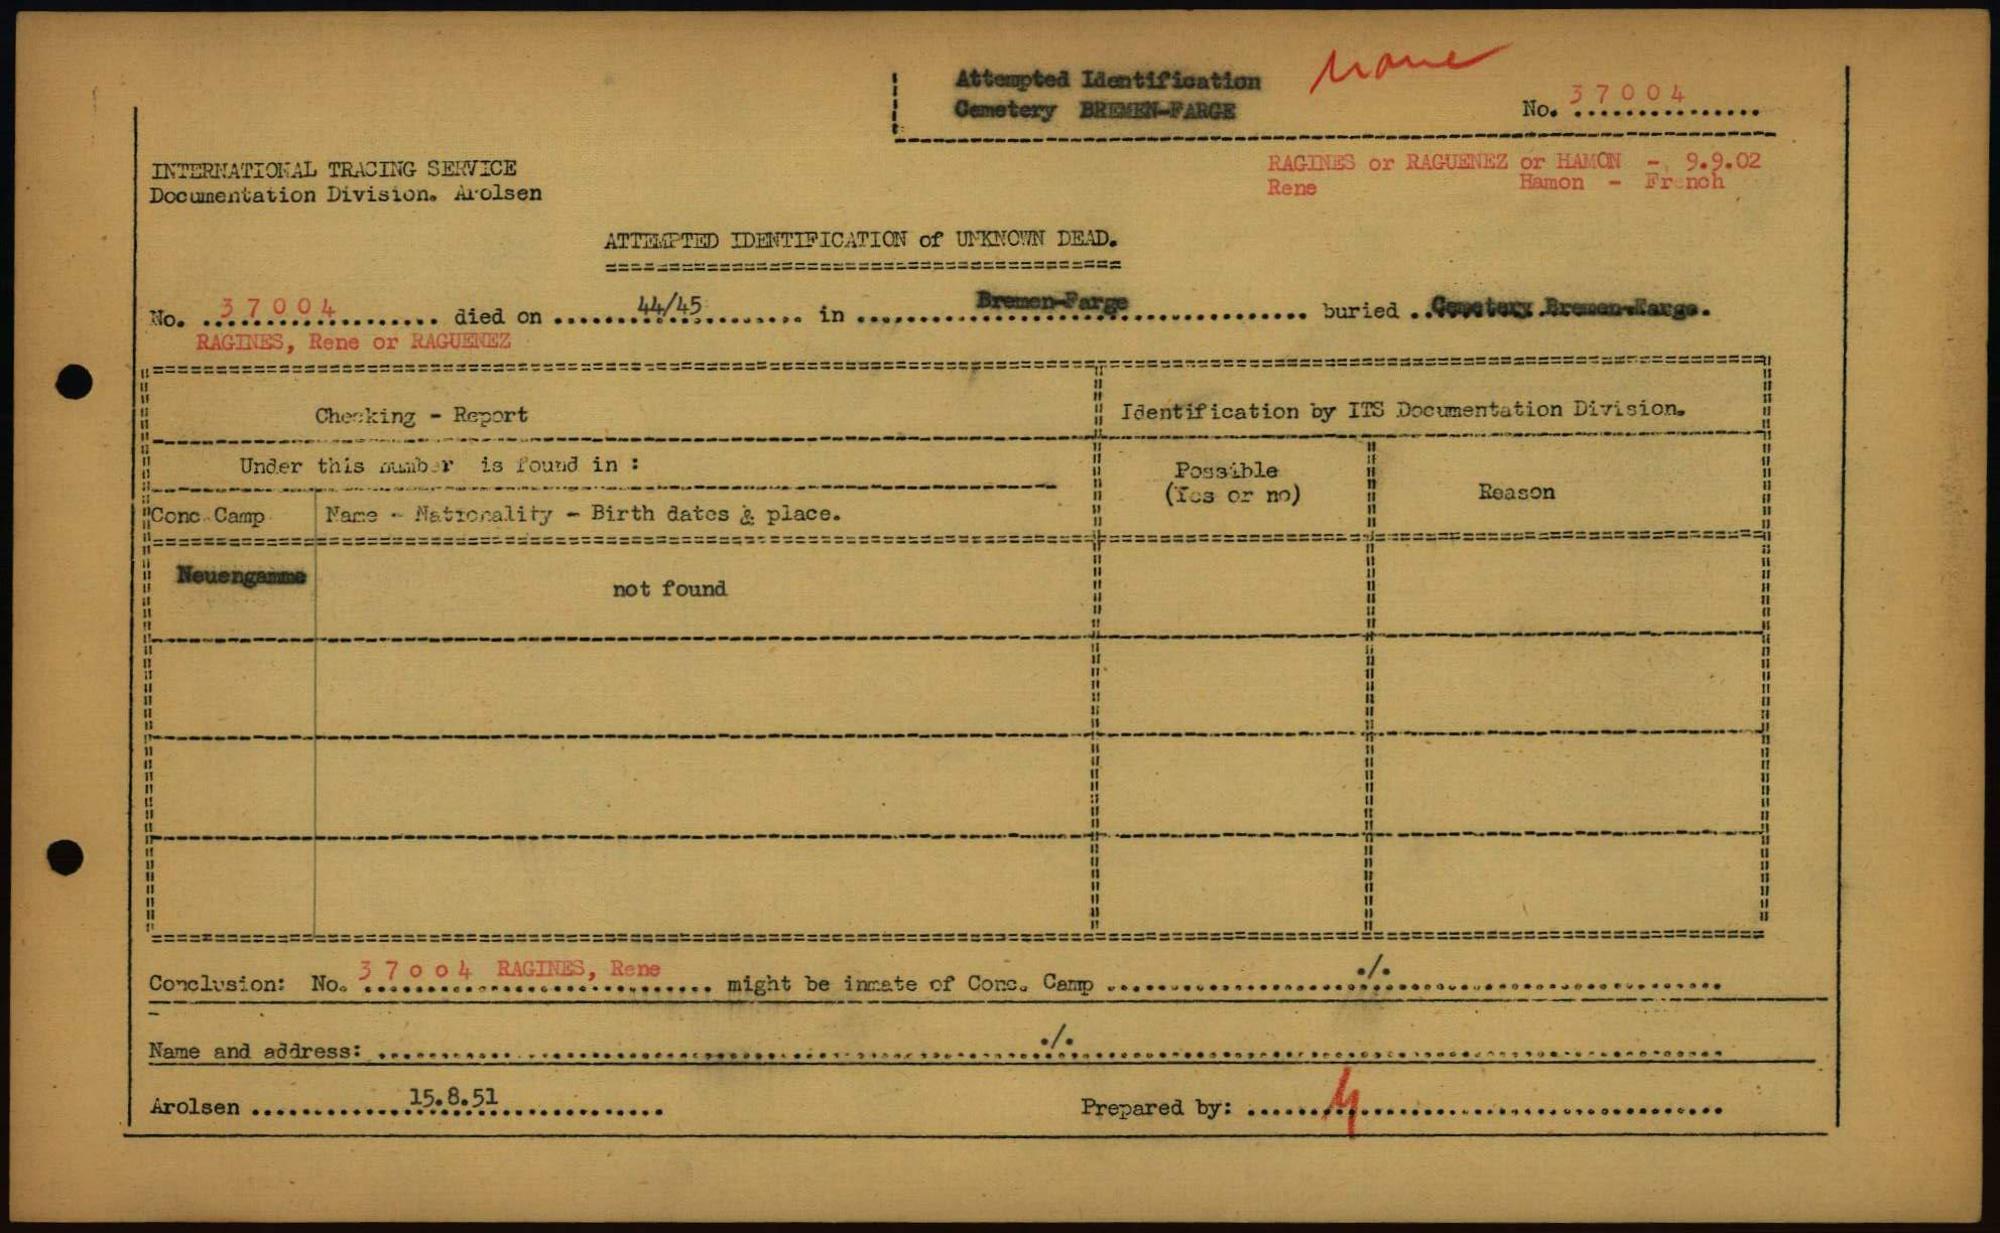 Attempted Identification
Cemetery BREMEN-FARGE
No. 37004
INTERNATIONAL TRACING SERVICE
Documentation Division. Arolsen
RAGINES or RAGUENEZ or HAMON - 9.9.02
Rene Hamon - French
ATTEMPTED IDENTIFICATION of UNKNOWN DEAD.
No. 37004 died on 44/45 in Bremen-Farge buried Cemetery Bremen-Farge.
RAGINES, Rene or RAGUENEZ
Checking - Report
Identification by ITS Documentation Division.
Under this number is found in :
Possible
(Yes or no)
Reason
Conc. Camp
Name - Nationality - Birth dates & place.
Neuengamme
not found
Conclusion: No. 37004 RAGINES, Rene might be inmate of Conc. Camp ./.
Name and address: ./.
Arolsen 15.8.51
Prepared by: